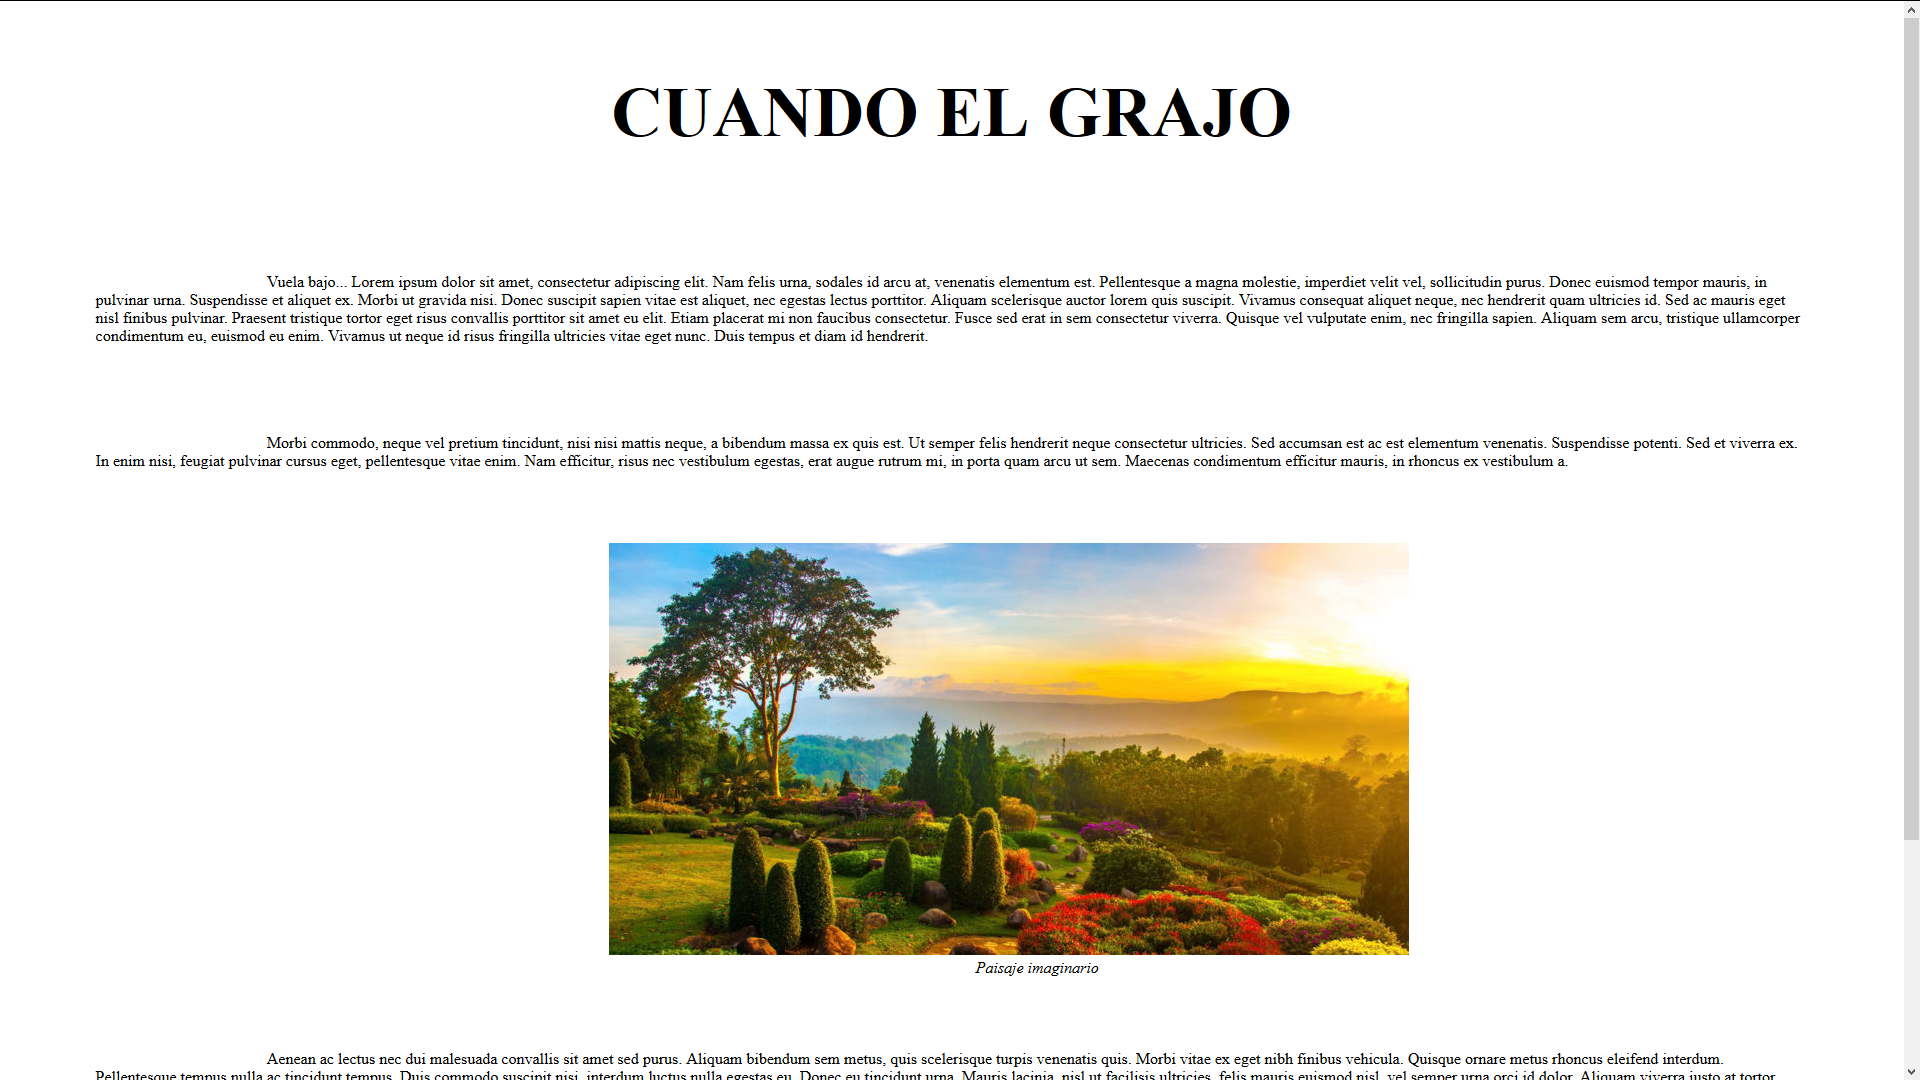 CUANDO EL GRAJO
Vuela bajo... Lorem ipsum dolor sit amet, consectetur adipiscing elit. Nam felis urna, sodales id arcu at, venenatis elementum est. Pellentesque a magna molestie, imperdiet velit vel, sollicitudin purus. Donec euismod tempor mauris, in
pulvinar urna. Suspendisse et aliquet ex. Morbi ut gravida nisi. Donec suscipit sapien vitae est aliquet, nec egestas lectus porttitor. Aliquam scelerisque auctor lorem quis suscipit. Vivamus consequat aliquet neque, nec hendrerit quam ultricies id. Sed ac mauris eget
nisl finibus pulvinar. Praesent tristique tortor eget risus convallis porttitor sit amet eu elit. Etiam placerat mi non faucibus consectetur. Fusce sed erat in sem consectetur viverra. Quisque vel vulputate enim, nec fringilla sapien. Aliquam sem arcu, tristique ullamcorper
condimentum eu, euismod eu enim. Vivamus ut neque id risus fringilla ultricies vitae eget nunc. Duis tempus et diam id hendrerit.
Morbi commodo, neque vel pretium tincidunt, nisi nisi mattis neque, a bibendum massa ex quis est. Ut semper felis hendrerit neque consectetur ultricies. Sed accumsan est ac est elementum venenatis. Suspendisse potenti. Sed et viverra ex.
In enim nisi, feugiat pulvinar cursus eget, pellentesque vitae enim. Nam efficitur, risus nec vestibulum egestas, erat augue rutrum mi, in porta quam arcu ut sem. Maecenas condimentum efficitur mauris, in rhoncus ex vestibulum a.
Paisaje imaginario
Aenean ac lectus nec dui malesuada convallis sit amet sed purus. Aliquam bibendum sem metus, quis scelerisque turpis venenatis quis. Morbi vitae ex eget nibh finibus vehicula. Quisque ornare metus rhoncus eleifend interdum.
Pellentesque tempus nulla ac tincidunt tempus. Duis commodo suscipit nisi, interdum luctus nulla egestas eu. Donec eu tincidunt urna. Mauris lacinia, nisl ut facilisis ultricies, felis mauris euismod nisl, vel semper urna orci id dolor. Aliquam viverra justo at tortor